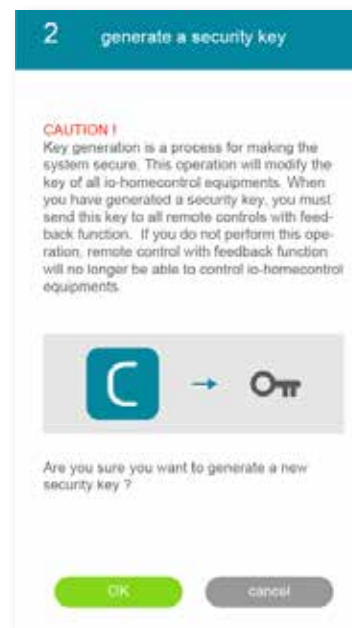 2 generate a security key
CAUTION !
Key generation is a process for making the
system secure. This operation will modify the
key of all io-homecontrol equipments. When
you have generated a security key, you must
send this key to all remote controls with feed-
back function. If you do not perform this ope-
ration, remote control with feedback function
will no longer be able to control io-homecontrol
equipments.
Are you sure you want to generate a new
security key ?
OK cancel